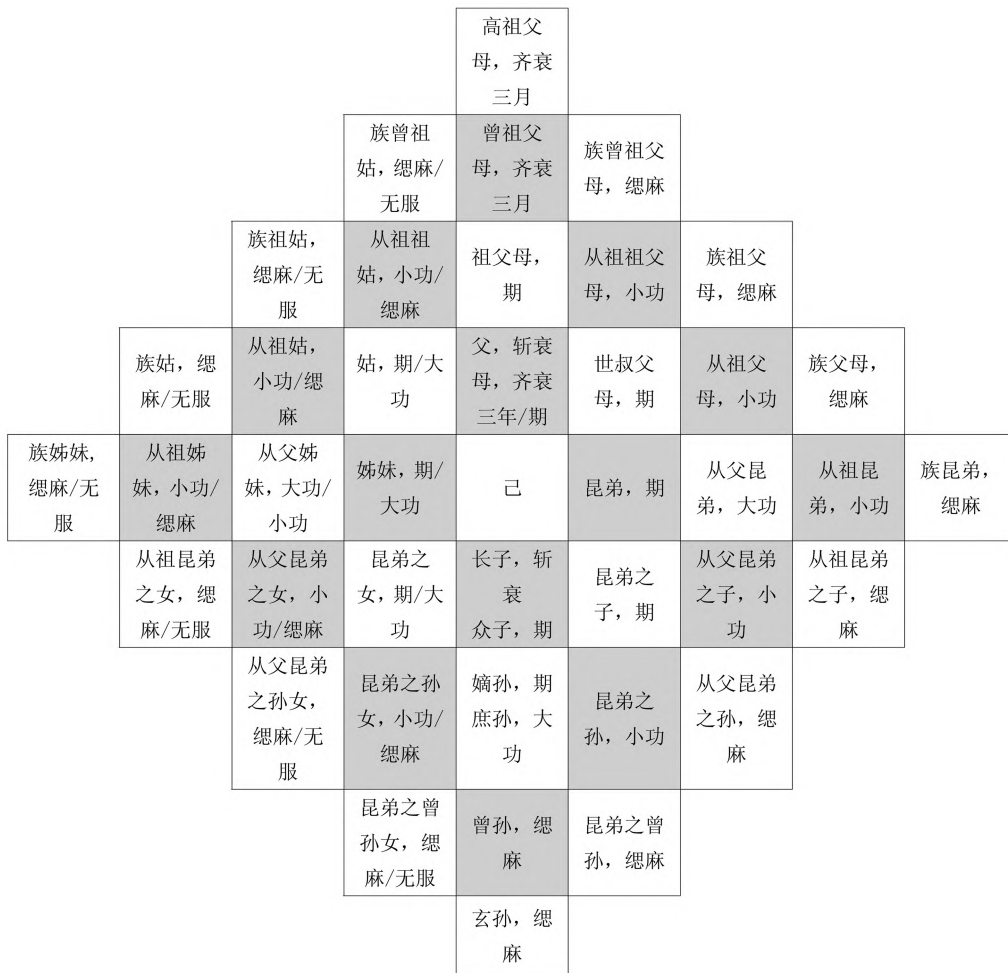 高祖父
母，齐衰
三月
族曾祖
姑，缌麻/
无服
曾祖父
母，齐衰
三月
族曾祖父
母，缌麻
族祖姑，
缌麻/无
服
从祖祖
姑，小功/
缌麻
祖父母，
期
从祖祖父
母，小功
族祖父
母，缌麻
族姑，缌
麻/无服
从祖姑，
小功/缌
麻
姑，期/大
功
父，斩衰
母，齐衰
三年/期
世叔父
母，期
从祖父
母，小功
族父母，
缌麻
族姊妹，
缌麻/无
服
从祖姊
妹，小功/
缌麻
从父姊
妹，大功/
小功
姊妹，期/
大功
己
昆弟，期
从父昆
弟，大功
从祖昆
弟，小功
族昆弟，
缌麻
从祖昆弟
之女，缌
麻/无服
从父昆弟
之女，小
功/缌麻
昆弟之
女，期/大
功
长子，斩
衰
众子，期
昆弟之
子，期
从父昆弟
之子，小
功
从祖昆弟
之子，缌
麻
从父昆弟
之孙女，
缌麻/无
服
昆弟之孙
女，小功/
缌麻
嫡孙，期
庶孙，大
功
昆弟之
孙，小功
从父昆弟
之孙，缌
麻
昆弟之曾
孙女，缌
麻/无服
曾孙，缌
麻
昆弟之曾
孙，缌麻
玄孙，缌
麻